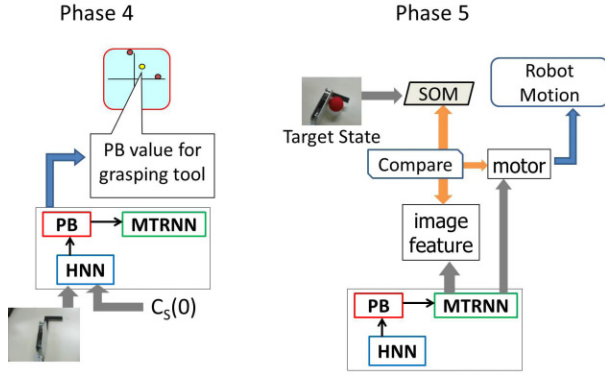 Phase 4
PB value for
grasping tool
PB
MTRNN
HNN
C_S(0)
Phase 5
Target State
SOM
Robot
Motion
Compare
motor
image
feature
PB
MTRNN
HNN